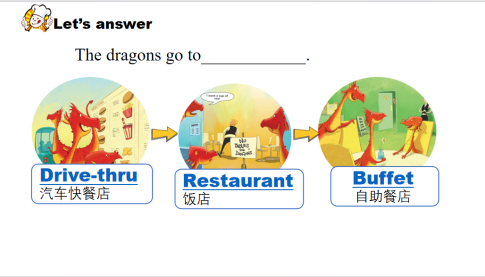 Let's answer
The dragons go to____________.
Drive-thru
汽车快餐店
Restaurant
饭店
Buffet
自助餐店